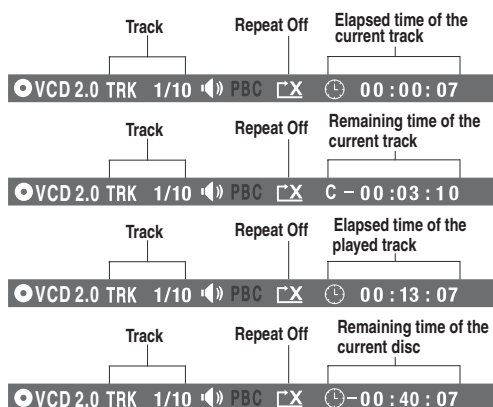 Track Repeat Off Elapsed time of the
current track
VCD 2.0 TRK 1/10 PBC X 00:00:07
Track Repeat Off Remaining time of the
current track
VCD 2.0 TRK 1/10 PBC X C -00:03:10
Track Repeat Off Elapsed time of the
played track
VCD 2.0 TRK 1/10 PBC X 00:13:07
Track Repeat Off Remaining time of the
current disc
VCD 2.0 TRK 1/10 PBC X -00:40:07